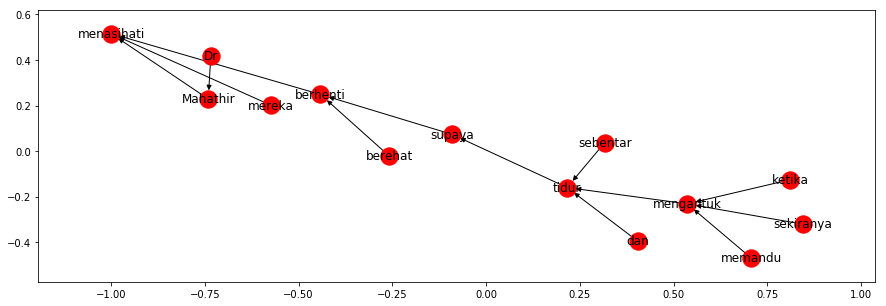 0.6
menasihati
Dr
0.4
Mahathir
berhenti
mereka
0.2
supaya
sebentar
0.0
berehat
ketika
tidur
−0.2
mengantuk
sekiranya
dan
−0.4
memandu
−1.00 −0.75 −0.50 −0.25 0.00 0.25 0.50 0.75 1.00